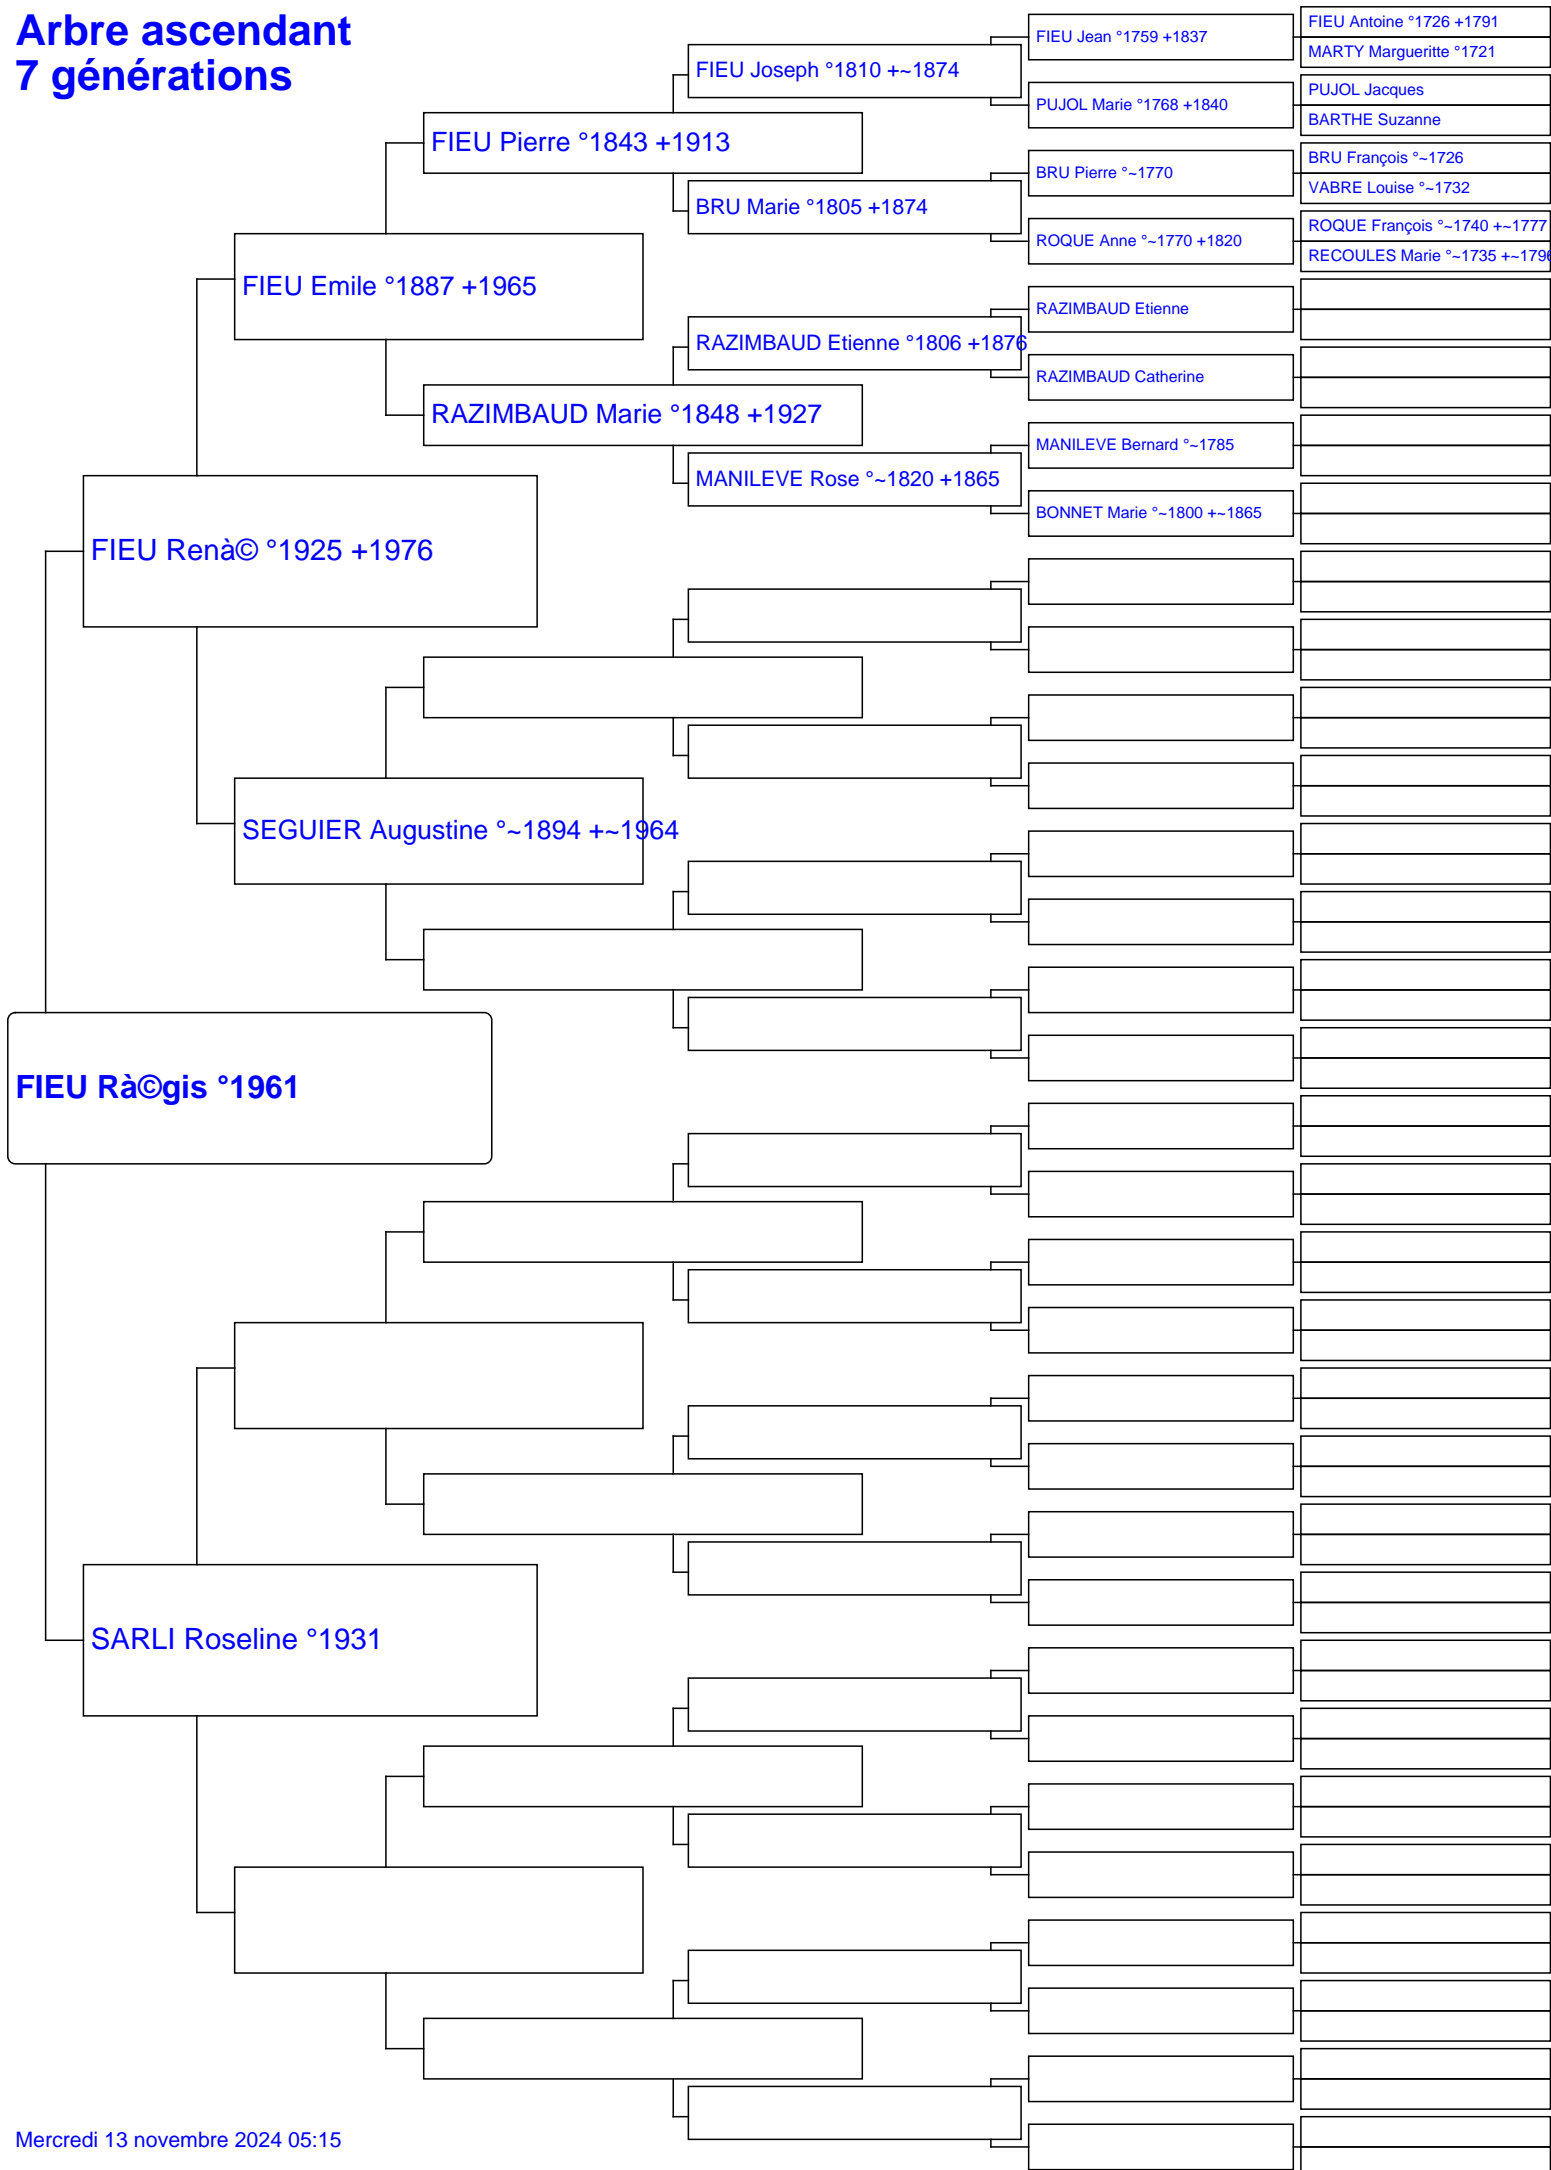 Arbre ascendant
7 générations
FIEU Antoine °1726 +1791
FIEU Jean °1759 +1837
MARTY Margueritte °1721
FIEU Joseph °1810 +~1874
PUJOL Jacques
PUJOL Marie °1768 +1840
BARTHE Suzanne
FIEU Pierre °1843 +1913
BRU François °~1726
BRU Pierre °~1770
VABRE Louise °~1732
BRU Marie °1805 +1874
ROQUE François °~1740 +~1777
ROQUE Anne °~1770 +1820
RECOULES Marie °~1735 +~1796
FIEU Emile °1887 +1965
RAZIMBAUD Etienne
RAZIMBAUD Etienne °1806 +1876
RAZIMBAUD Catherine
RAZIMBAUD Marie °1848 +1927
MANILEVE Bernard °~1785
MANILEVE Rose °~1820 +1865
BONNET Marie °~1800 +~1865
FIEU Renà© °1925 +1976
SEGUIER Augustine °~1894 +~1964
FIEU Rà©gis °1961
SARLI Roseline °1931
Mercredi 13 novembre 2024 05:15